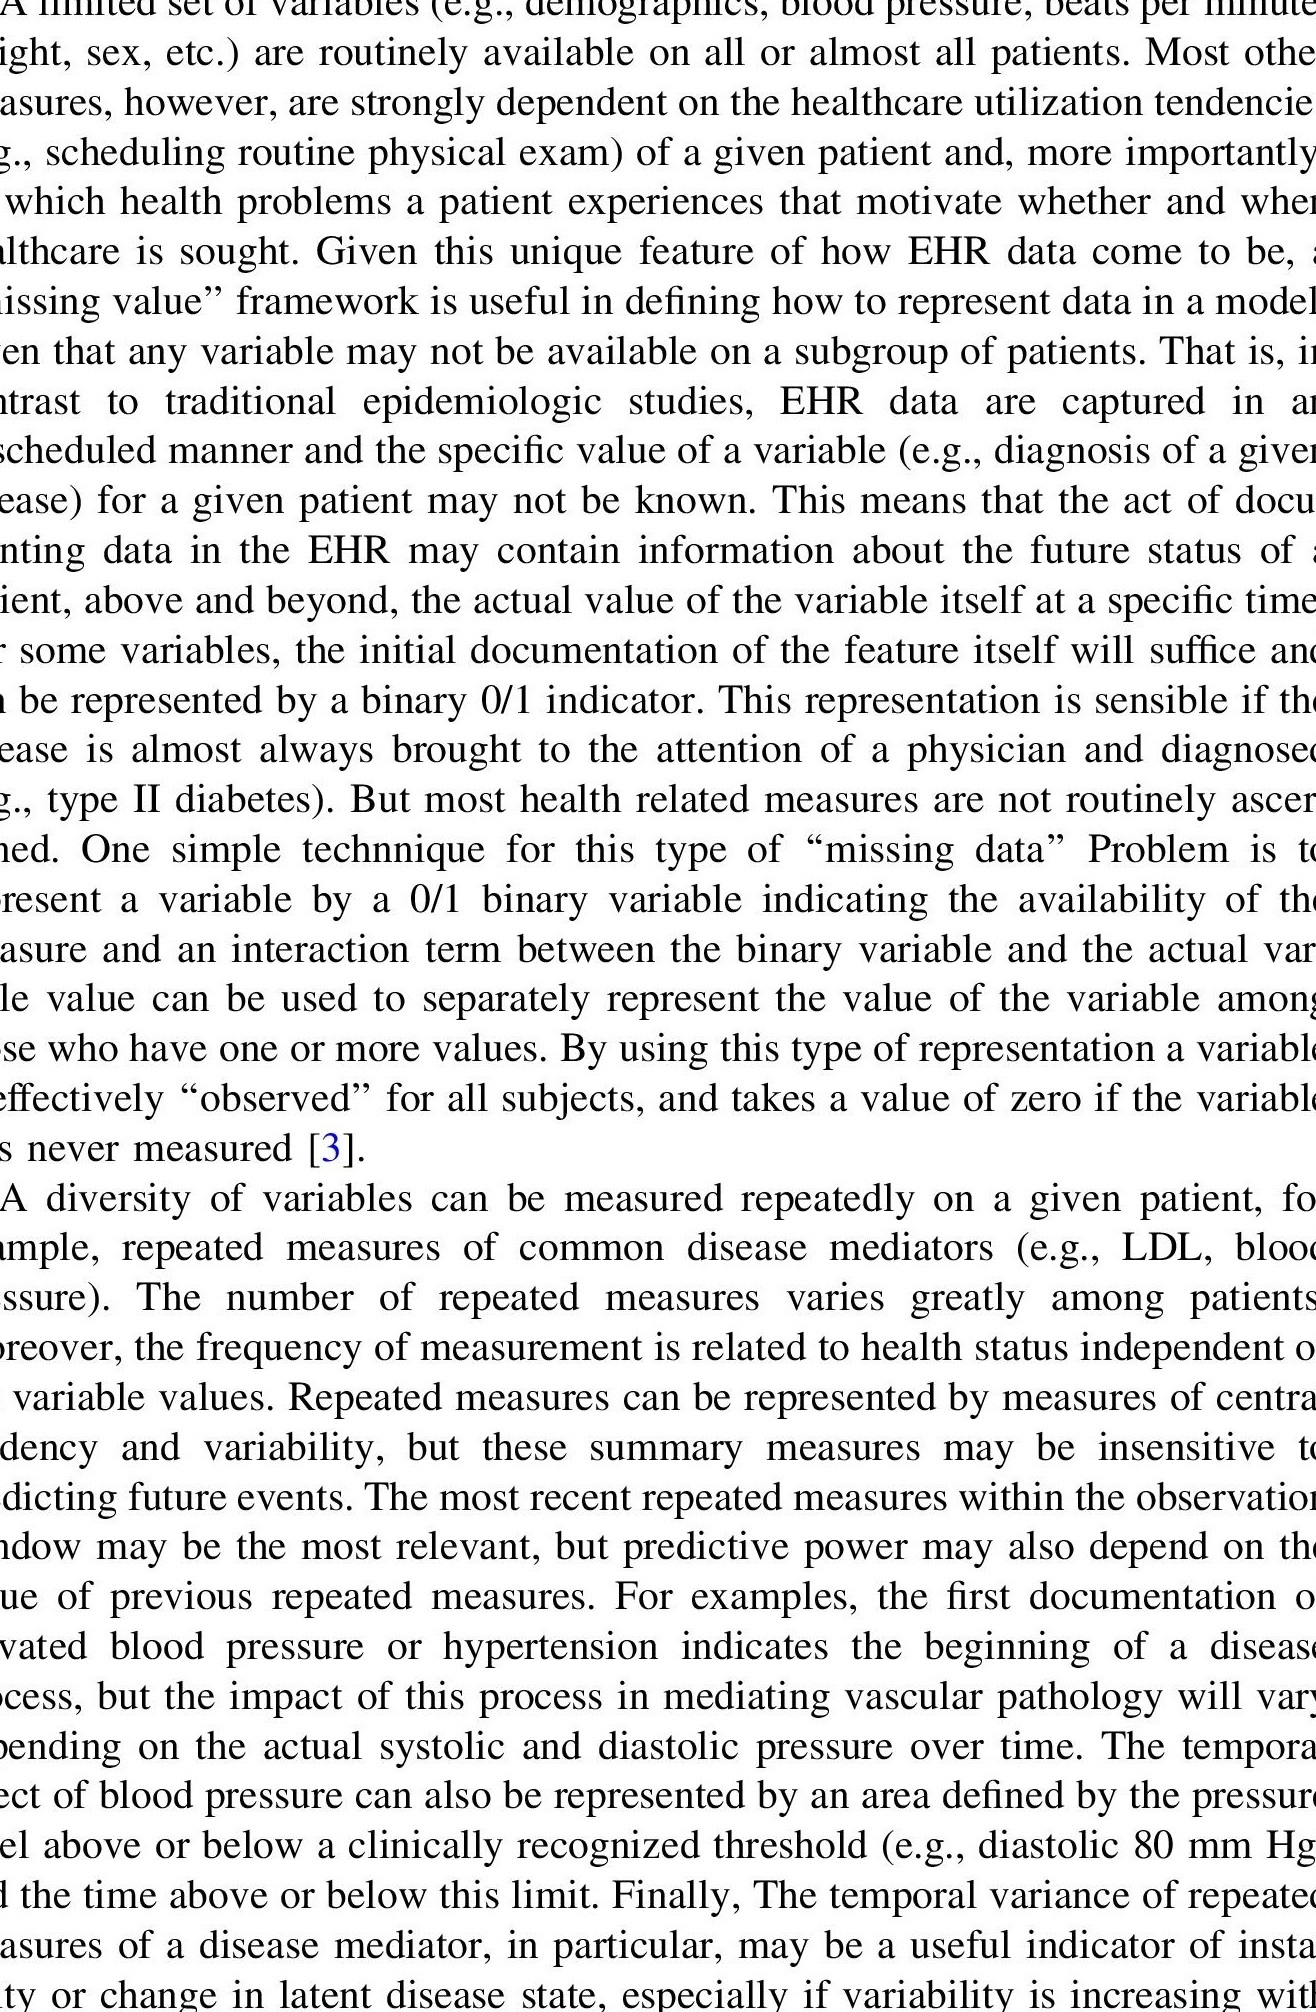 A limited set of variables (e.g., demographics, blood pressure, beats per minute
ight, sex, etc.) are routinely available on all or almost all patients. Most othe
asures, however, are strongly dependent on the healthcare utilization tendencie
g., scheduling routine physical exam) of a given patient and, more importantly
which health problems a patient experiences that motivate whether and when
althcare is sought. Given this unique feature of how EHR data come to be, a
issing value” framework is useful in defining how to represent data in a model
en that any variable may not be available on a subgroup of patients. That is, in
ntrast to traditional epidemiologic studies, EHR data are captured in an
scheduled manner and the specific value of a variable (e.g., diagnosis of a given
ease) for a given patient may not be known. This means that the act of docu
nting data in the EHR may contain information about the future status of a
ient, above and beyond, the actual value of the variable itself at a specific time
r some variables, the initial documentation of the feature itself will suffice and
n be represented by a binary 0/1 indicator. This representation is sensible if the
ease is almost always brought to the attention of a physician and diagnosed
g., type II diabetes). But most health related measures are not routinely ascer
ned. One simple technnique for this type of “missing data” Problem is to
resent a variable by a 0/1 binary variable indicating the availability of the
asure and an interaction term between the binary variable and the actual var
le value can be used to separately represent the value of the variable among
ose who have one or more values. By using this type of representation a variable
effectively “observed” for all subjects, and takes a value of zero if the variable
s never measured [3].
A diversity of variables can be measured repeatedly on a given patient, fo
ample, repeated measures of common disease mediators (e.g., LDL, blood
ssure). The number of repeated measures varies greatly among patients
oreover, the frequency of measurement is related to health status independent o
variable values. Repeated measures can be represented by measures of centra
dency and variability, but these summary measures may be insensitive to
dicting future events. The most recent repeated measures within the observation
ndow may be the most relevant, but predictive power may also depend on the
ue of previous repeated measures. For examples, the first documentation o
vated blood pressure or hypertension indicates the beginning of a disease
ocess, but the impact of this process in mediating vascular pathology will vary
pending on the actual systolic and diastolic pressure over time. The tempora
ect of blood pressure can also be represented by an area defined by the pressure
el above or below a clinically recognized threshold (e.g., diastolic 80 mm Hg
d the time above or below this limit. Finally, The temporal variance of repeated
asures of a disease mediator, in particular, may be a useful indicator of insta
ity or change in latent disease state, especially if variability is increasing with